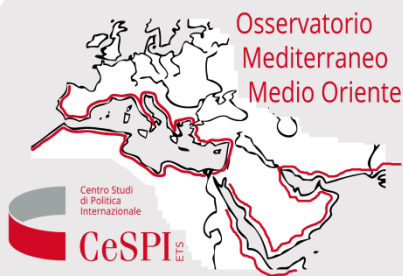 Osservatorio
Mediterraneo
Medio Oriente
Centro Studi
di Politica
Internazionale
CeSPI ETS